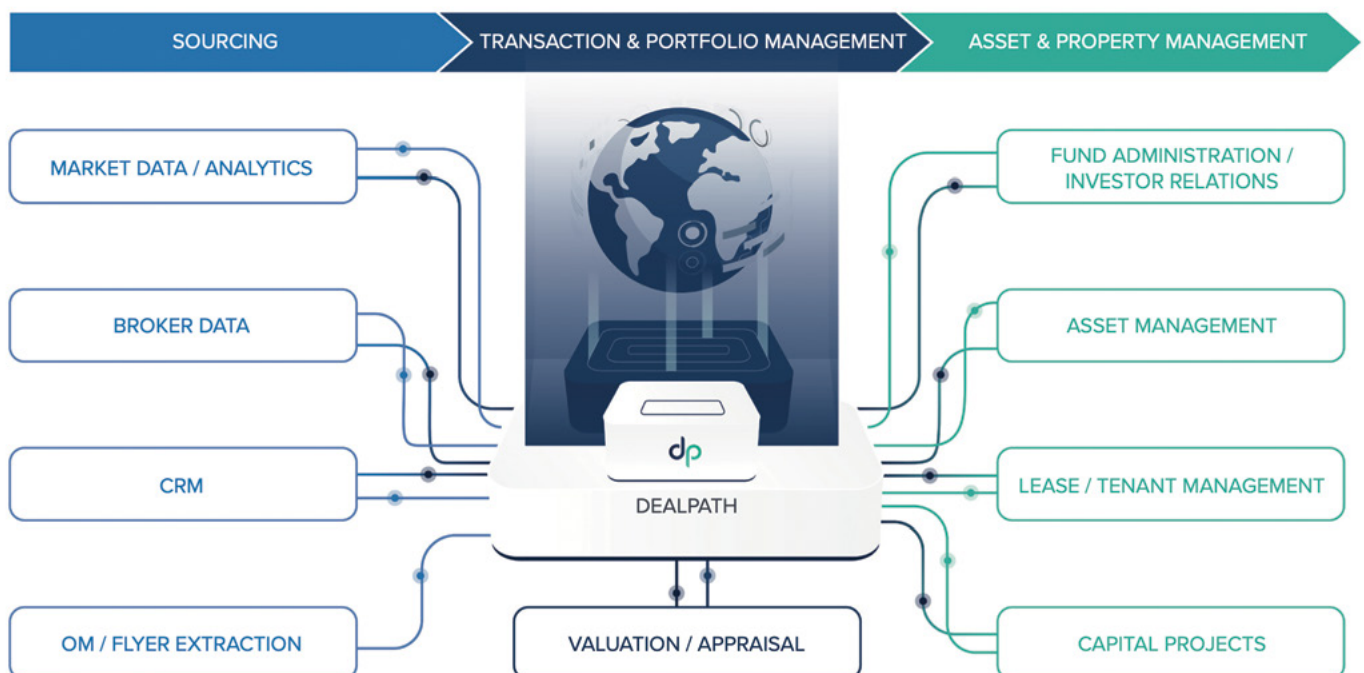 SOURCING
TRANSACTION & PORTFOLIO MANAGEMENT
ASSET & PROPERTY MANAGEMENT
MARKET DATA / ANALYTICS
BROKER DATA
CRM
OM / FLYER EXTRACTION
dp
DEALPATH
VALUATION / APPRAISAL
FUND ADMINISTRATION /
INVESTOR RELATIONS
ASSET MANAGEMENT
LEASE / TENANT MANAGEMENT
CAPITAL PROJECTS